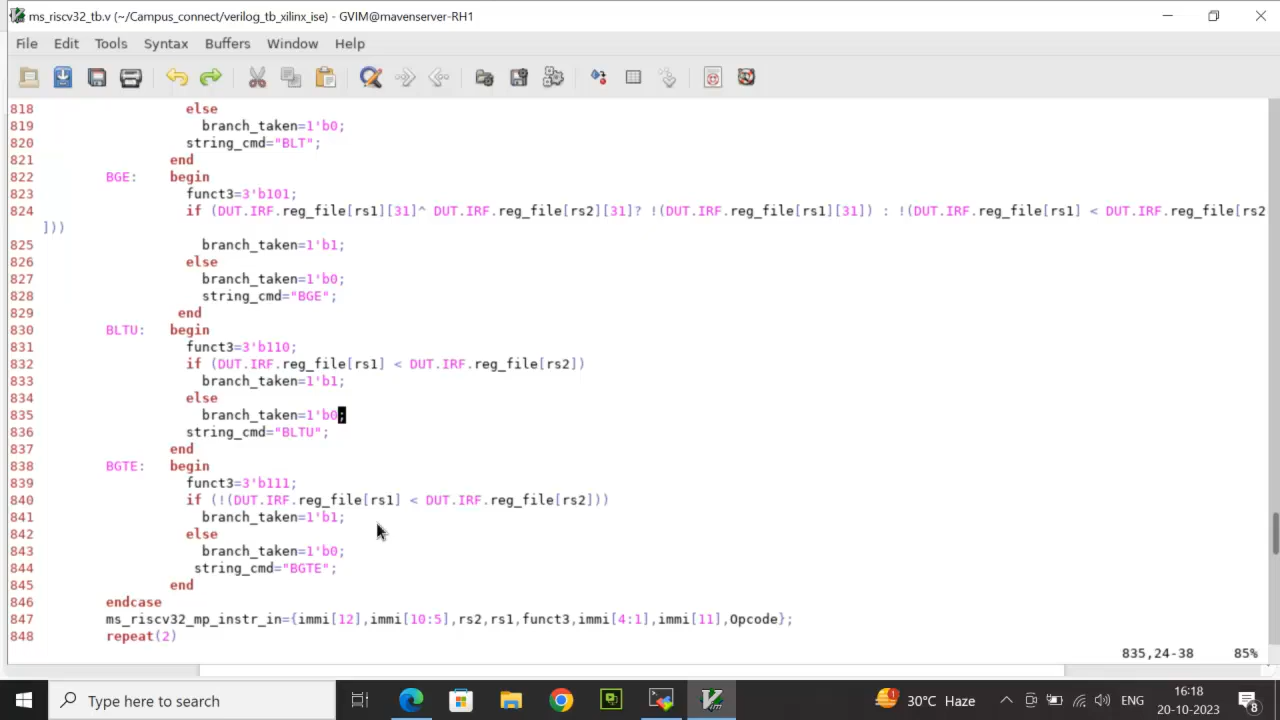 ms_riscv32_tb.v (~/Campus_connect/verilog_tb_xilinx_ise) - GVIM@mavenserver-RH1
File Edit Tools Syntax Buffers Window Help
818 else
819 branch_taken=1'b0;
820 string_cmd="BLT";
821 end
822 BGE: begin
823 funct3=3'b101;
824 if (DUT.IRF.reg_file[rs1][31]^ DUT.IRF.reg_file[rs2][31]? !(DUT.IRF.reg_file[rs1][31]) : !(DUT.IRF.reg_file[rs1] < DUT.IRF.reg_file[rs2
]))
825 branch_taken=1'b1;
826 else
827 branch_taken=1'b0;
828 string_cmd="BGE";
829 end
830 BLTU: begin
831 funct3=3'b110;
832 if (DUT.IRF.reg_file[rs1] < DUT.IRF.reg_file[rs2])
833 branch_taken=1'b1;
834 else
835 branch_taken=1'b0;
836 string_cmd="BLTU";
837 end
838 BGTE: begin
839 funct3=3'b111;
840 if (!(DUT.IRF.reg_file[rs1] < DUT.IRF.reg_file[rs2]))
841 branch_taken=1'b1;
842 else
843 branch_taken=1'b0;
844 string_cmd="BGTE";
845 end
846 endcase
847 ms_riscv32_mp_instr_in={immi[12],immi[10:5],rs2,rs1,funct3,immi[4:1],immi[11],Opcode};
848 repeat(2)
835,24-38 85%
Type here to search
1
30°C Haze
ENG
16:18
20-10-2023
8